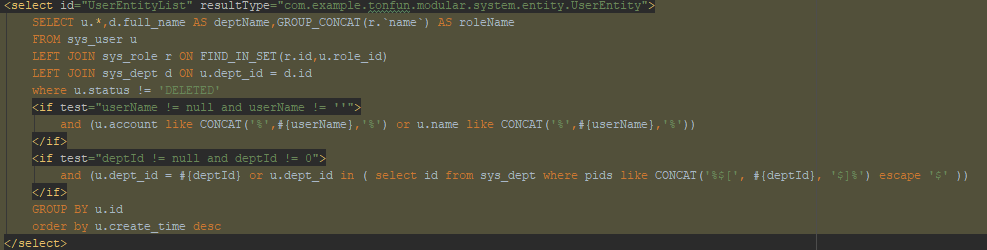 <select id="UserEntityList" resultType="com.example.tonfun.modular.system.entity.UserEntity">
SELECT u.*,d.full_name AS deptName,GROUP_CONCAT(r.`name`) AS roleName
FROM sys_user u
LEFT JOIN sys_role r ON FIND_IN_SET(r.id,u.role_id)
LEFT JOIN sys_dept d ON u.dept_id = d.id
where u.status != 'DELETED'
<if test="userName != null and userName != ''">
and (u.account like CONCAT('%',#{userName},'%') or u.name like CONCAT('%',#{userName},'%'))
</if>
<if test="deptId != null and deptId != 0">
and (u.dept_id = #{deptId} or u.dept_id in ( select id from sys_dept where pids like CONCAT('%$[', #{deptId}, '$]%') escape '$' ))
</if>
GROUP BY u.id
order by u.create_time desc
</select>